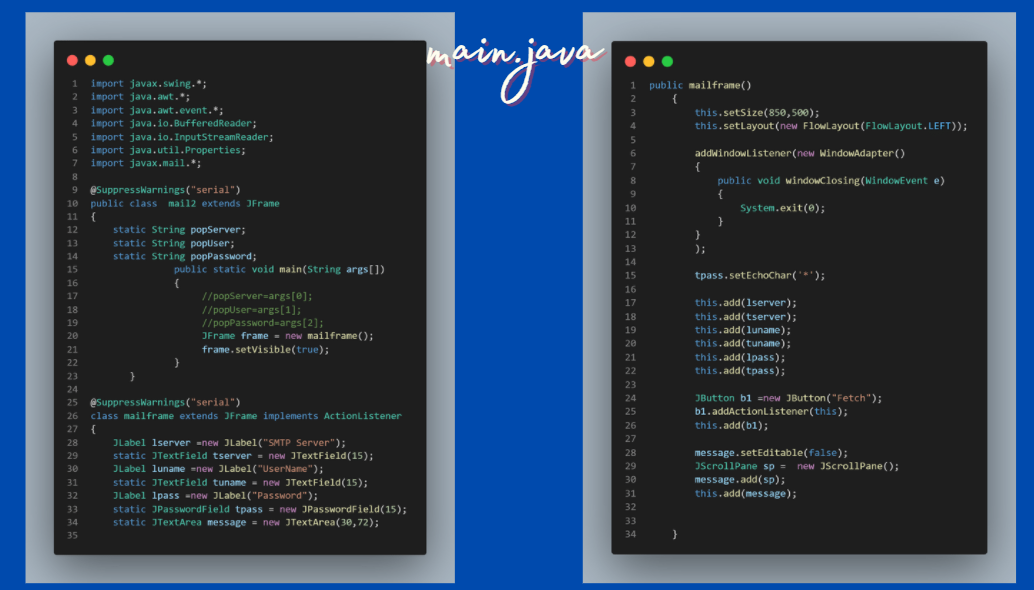 main.java
1 import javax.swing.*;
2 import java.awt.*;
3 import java.awt.event.*;
4 import java.io.BufferedReader;
5 import java.io.InputStreamReader;
6 import java.util.Properties;
7 import javax.mail.*;
8
9 @SuppressWarnings("serial")
10 public class  mail2 extends JFrame
11 {
12     static String popServer;
13     static String popUser;
14     static String popPassword;
15                public static void main(String args[])
16                {
17                     //popServer=args[0];
18                     //popUser=args[1];
19                     //popPassword=args[2];
20                     JFrame frame = new mailframe();
21                     frame.setVisible(true);
22                }
23        }
24
25 @SuppressWarnings("serial")
26 class mailframe extends JFrame implements ActionListener
27 {
28     JLabel lserver =new JLabel("SMTP Server");
29     static JTextField tserver = new JTextField(15);
30     JLabel luname =new JLabel("UserName");
31     static JTextField tuname = new JTextField(15);
32     JLabel lpass =new JLabel("Password");
33     static JPasswordField tpass = new JPasswordField(15);
34     static JTextArea message = new JTextArea(30,72);
35
1 public mailframe()
2     {
3         this.setSize(850,500);
4         this.setLayout(new FlowLayout(FlowLayout.LEFT));
5
6         addWindowListener(new WindowAdapter()
7         {
8             public void windowClosing(WindowEvent e)
9             {
10                 System.exit(0);
11             }
12         }
13         );
14
15         tpass.setEchoChar('*');
16
17         this.add(lserver);
18         this.add(tserver);
19         this.add(luname);
20         this.add(tuname);
21         this.add(lpass);
22         this.add(tpass);
23
24         JButton b1 =new JButton("Fetch");
25         b1.addActionListener(this);
26         this.add(b1);
27
28         message.setEditable(false);
29         JScrollPane sp =  new JScrollPane();
30         message.add(sp);
31         this.add(message);
32
33
34     }